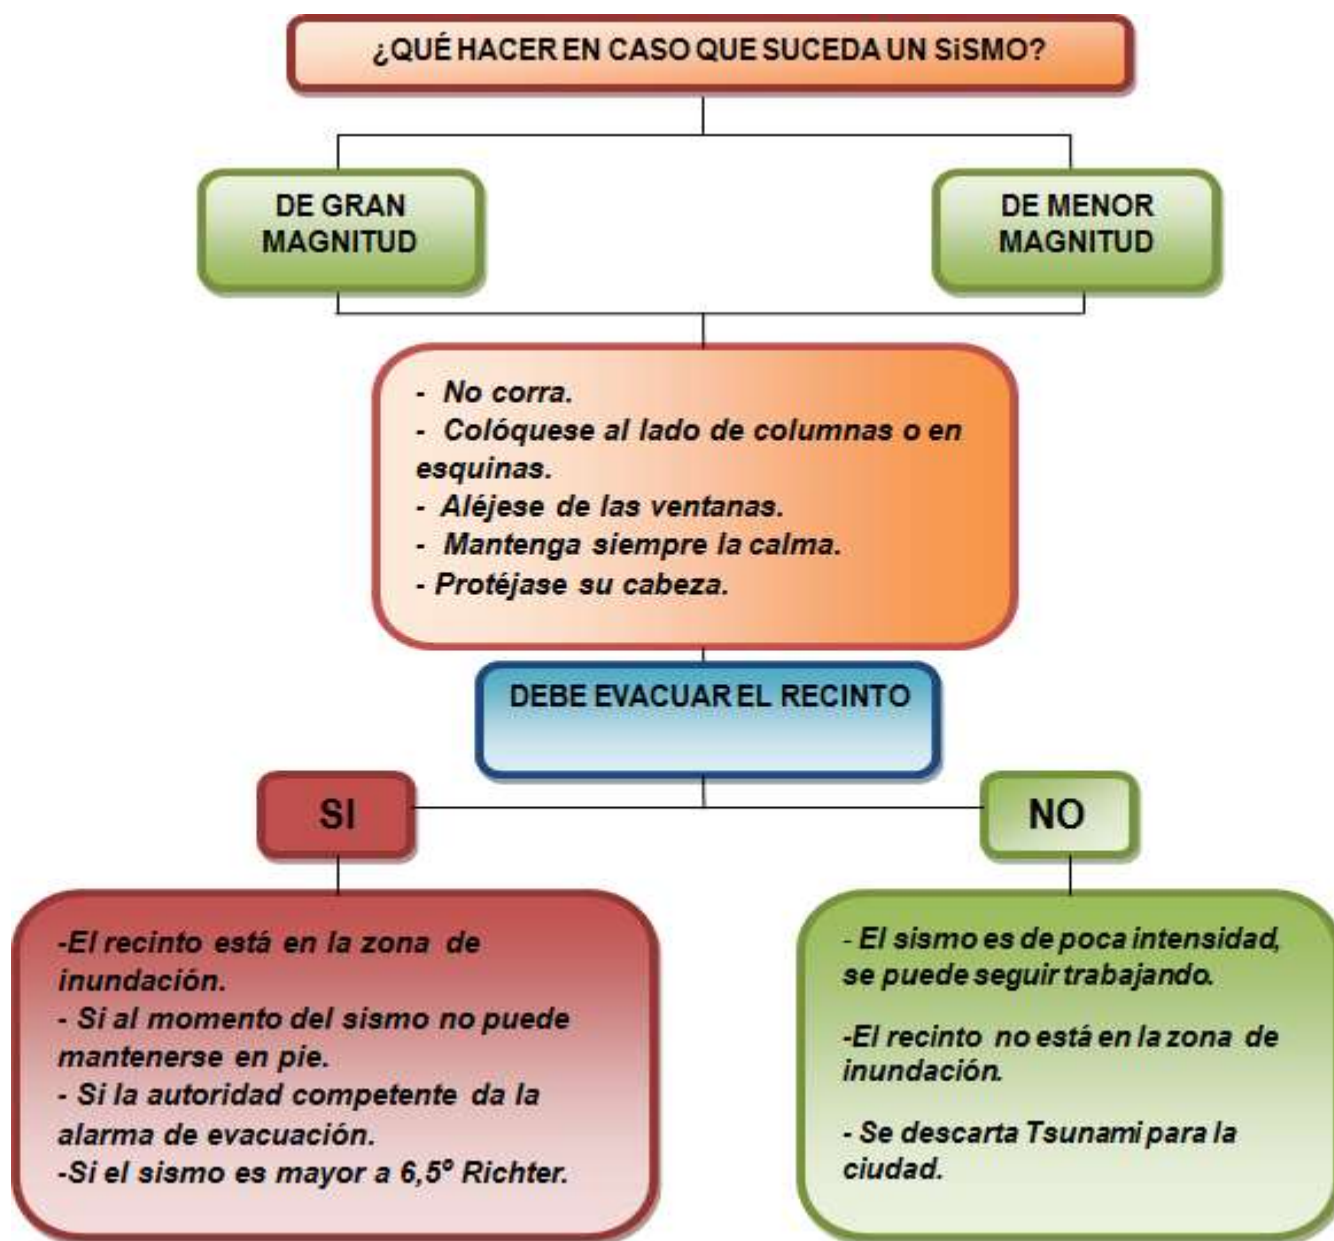 ¿QUÉ HACER EN CASO QUE SUCEDA UN SiSMO?
DE GRAN
MAGNITUD
DE MENOR
MAGNITUD
- No corra.
- Colóquese al lado de columnas o en
esquinas.
- Aléjese de las ventanas.
- Mantenga siempre la calma.
- Protéjase su cabeza.
DEBE EVACUAR EL RECINTO
SI
NO
-El recinto está en la zona de
inundación.
- Si al momento del sismo no puede
mantenerse en pie.
- Si la autoridad competente da la
alarma de evacuación.
-Si el sismo es mayor a 6,5º Richter.
- El sismo es de poca intensidad,
se puede seguir trabajando.
-El recinto no está en la zona de
inundación.
- Se descarta Tsunami para la
ciudad.